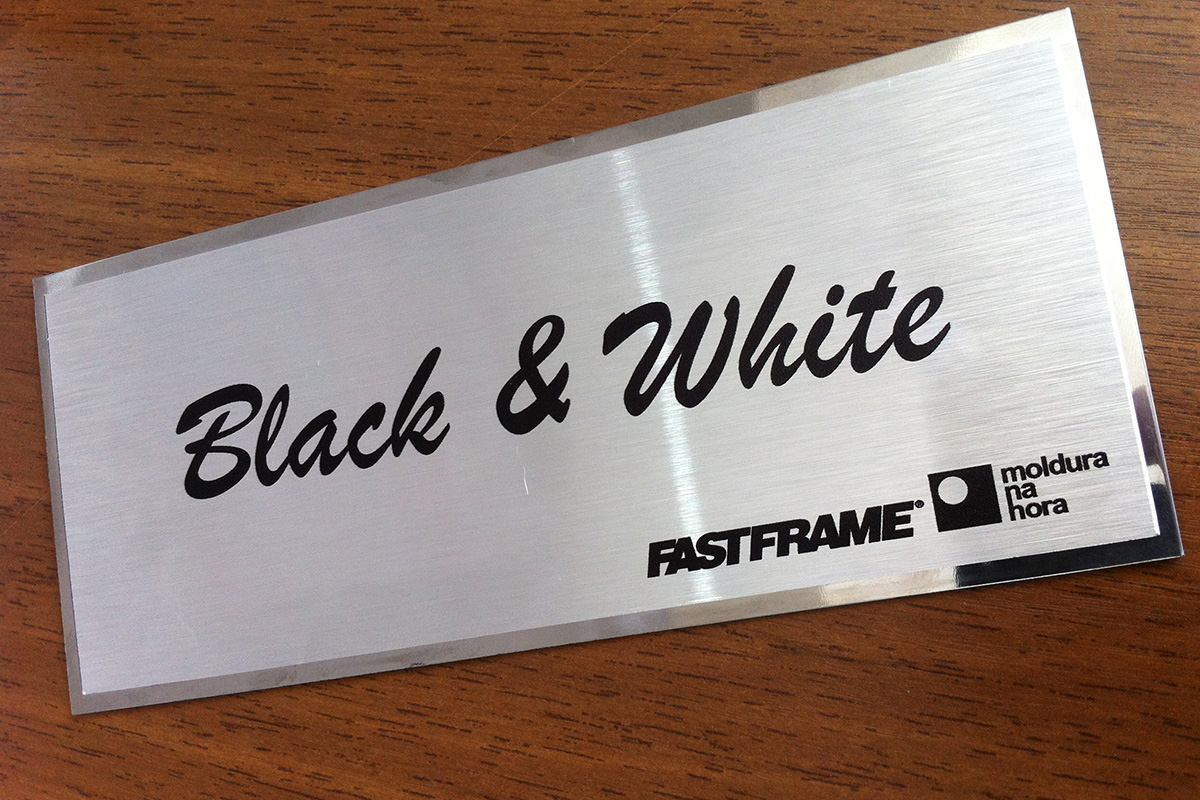 Black & White
FASTFRAME®
moldura
na
hora